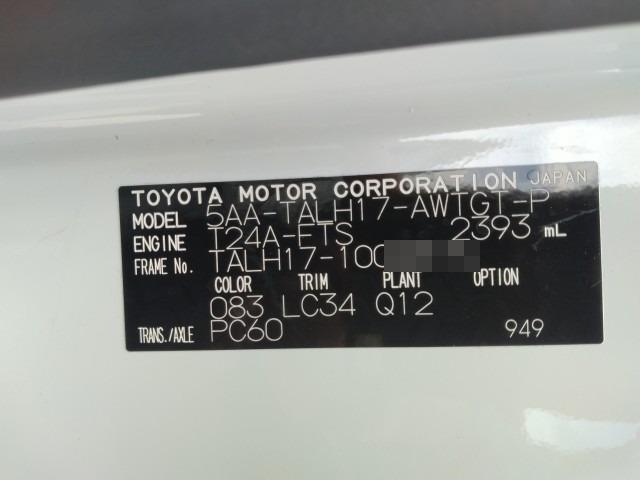 TOYOTA MOTOR CORPORATION JAPAN
MODEL 5AA-TALH17-AWTGT-P
ENGINE T24A-FTS 2393 mL
FRAME No. TALH17-100
COLOR TRIM PLANT OPTION
083 LC34 Q12
TRANS./AXLE PC60 949